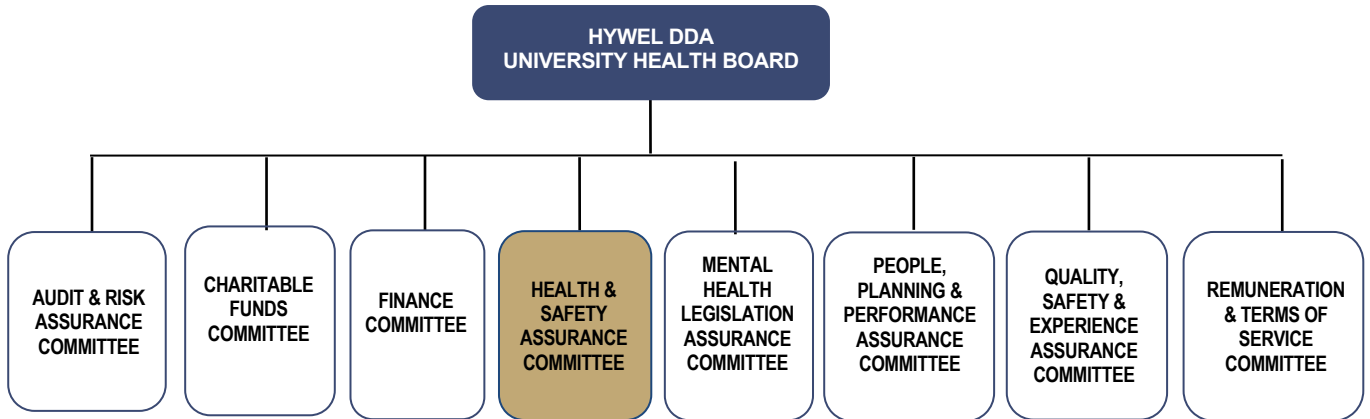 HYWEL DDA
UNIVERSITY HEALTH BOARD
AUDIT & RISK
ASSURANCE
COMMITTEE
CHARITABLE
FUNDS
COMMITTEE
FINANCE
COMMITTEE
HEALTH &
SAFETY
ASSURANCE
COMMITTEE
MENTAL
HEALTH
LEGISLATION
ASSURANCE
COMMITTEE
PEOPLE,
PLANNING &
PERFORMANCE
ASSURANCE
COMMITTEE
QUALITY,
SAFETY &
EXPERIENCE
ASSURANCE
COMMITTEE
REMUNERATION
& TERMS OF
SERVICE
COMMITTEE